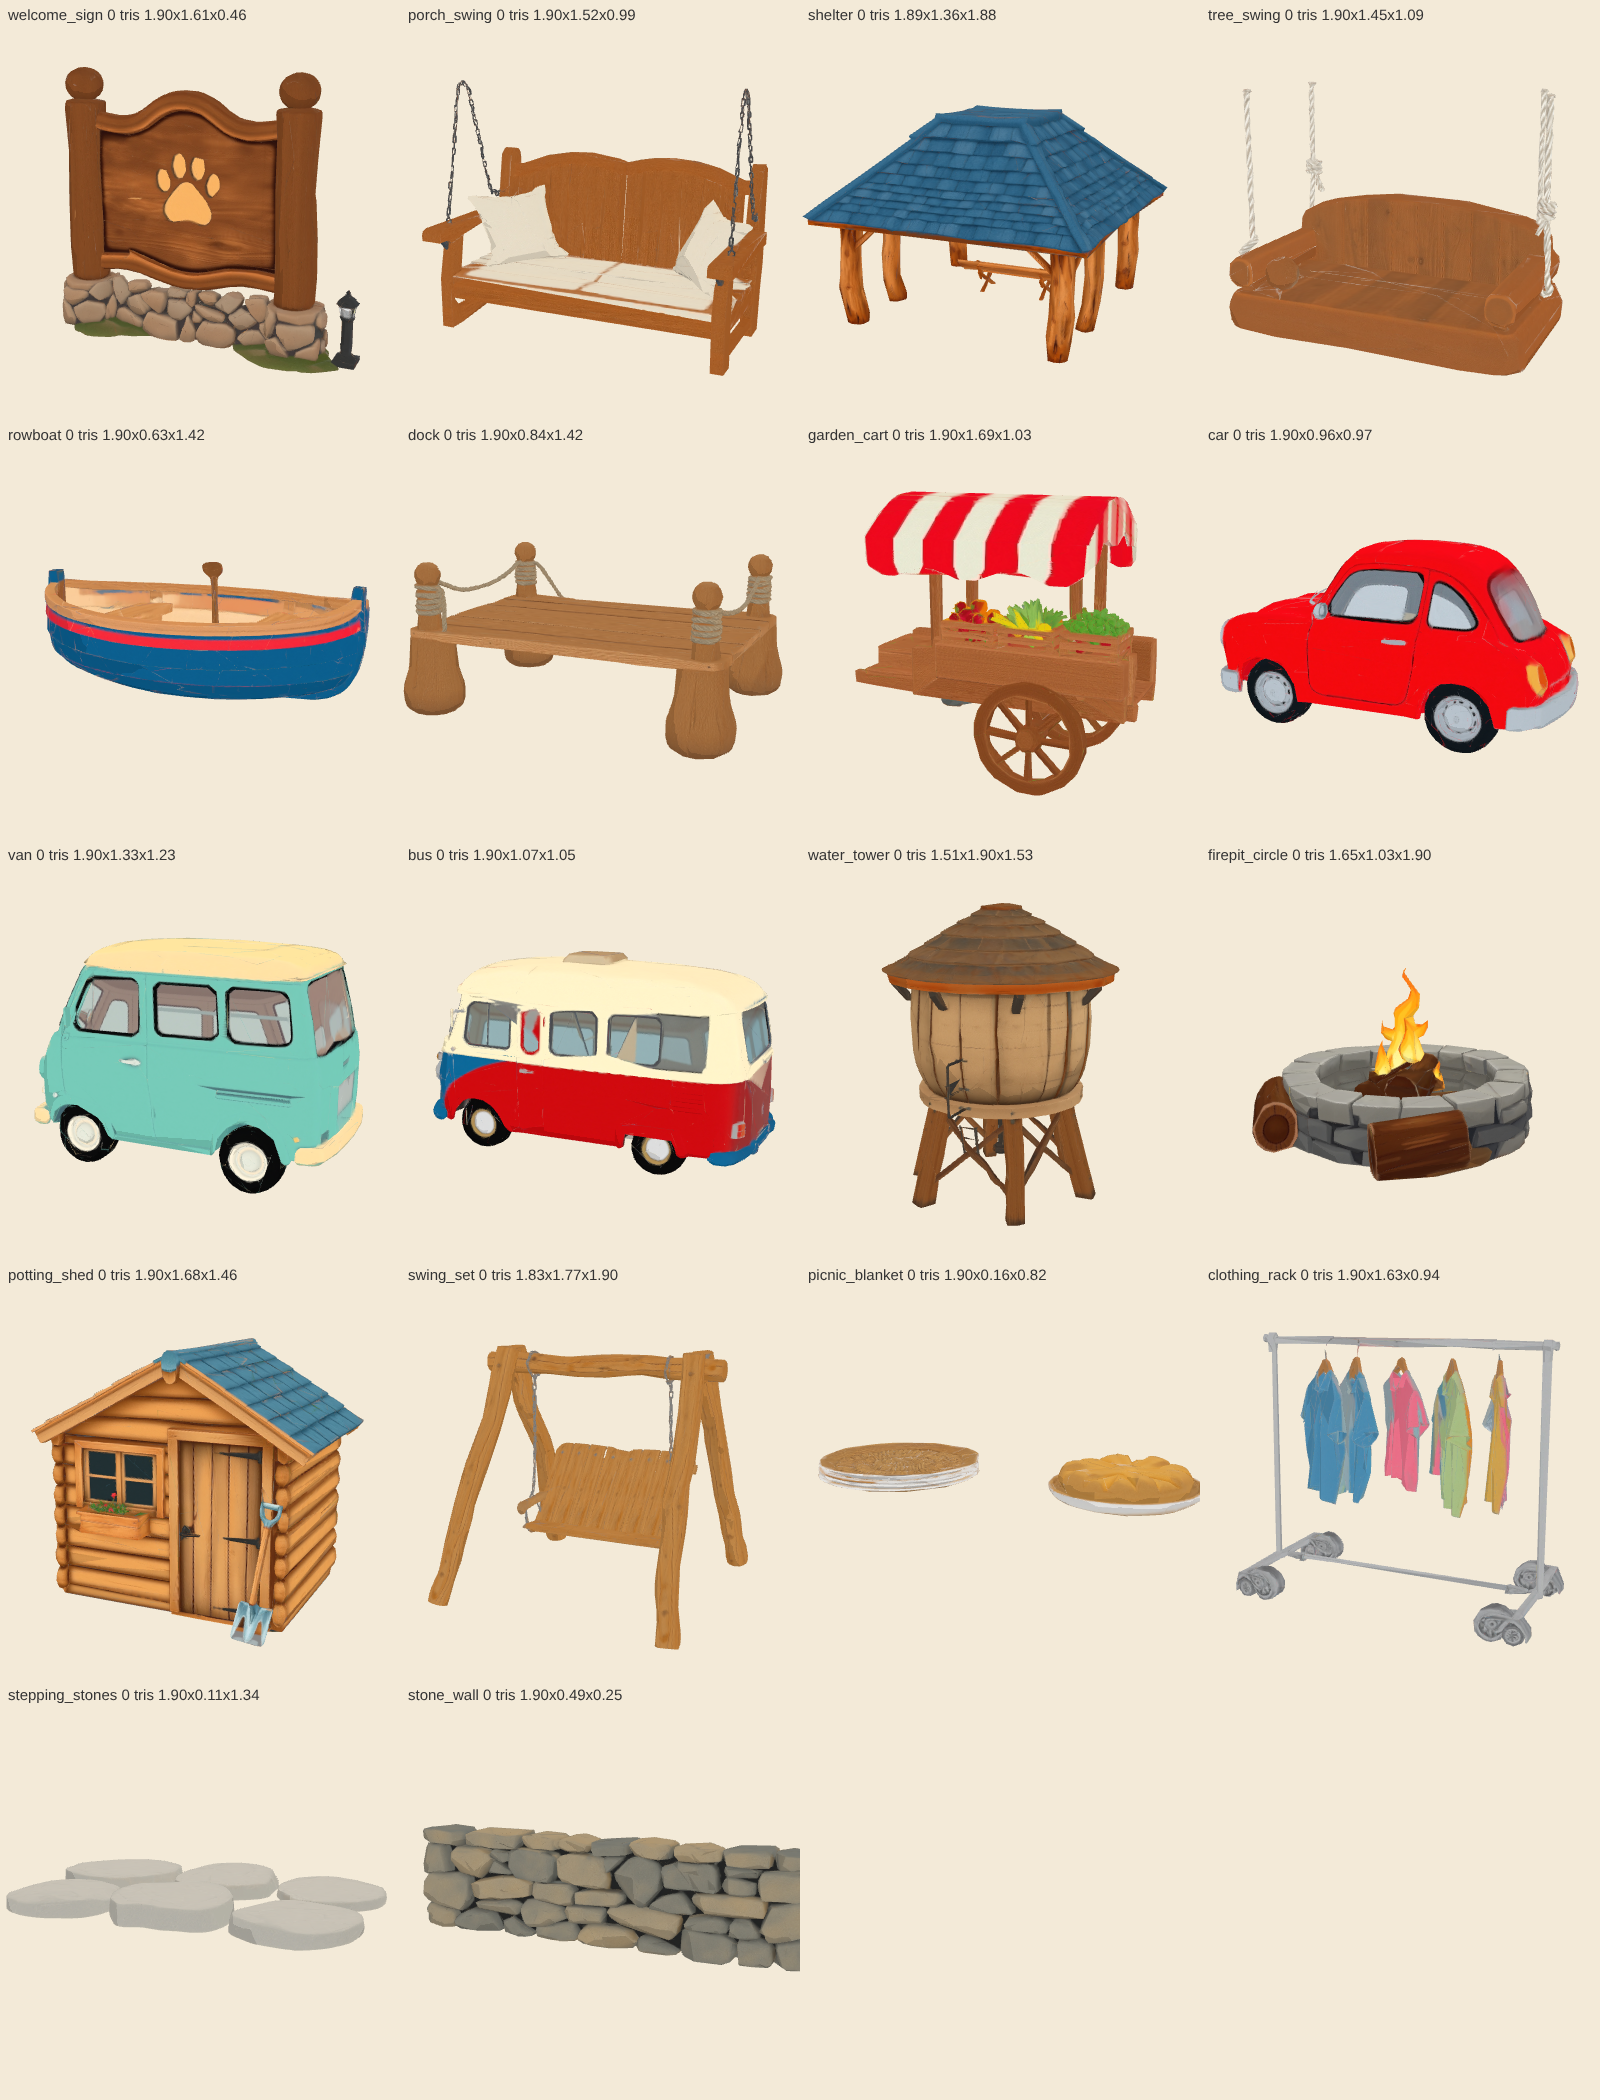 welcome_sign 0 tris 1.90x1.61x0.46
porch_swing 0 tris 1.90x1.52x0.99
shelter 0 tris 1.89x1.36x1.88
tree_swing 0 tris 1.90x1.45x1.09
rowboat 0 tris 1.90x0.63x1.42
dock 0 tris 1.90x0.84x1.42
garden_cart 0 tris 1.90x1.69x1.03
car 0 tris 1.90x0.96x0.97
van 0 tris 1.90x1.33x1.23
bus 0 tris 1.90x1.07x1.05
water_tower 0 tris 1.51x1.90x1.53
firepit_circle 0 tris 1.65x1.03x1.90
potting_shed 0 tris 1.90x1.68x1.46
swing_set 0 tris 1.83x1.77x1.90
picnic_blanket 0 tris 1.90x0.16x0.82
clothing_rack 0 tris 1.90x1.63x0.94
stepping_stones 0 tris 1.90x0.11x1.34
stone_wall 0 tris 1.90x0.49x0.25